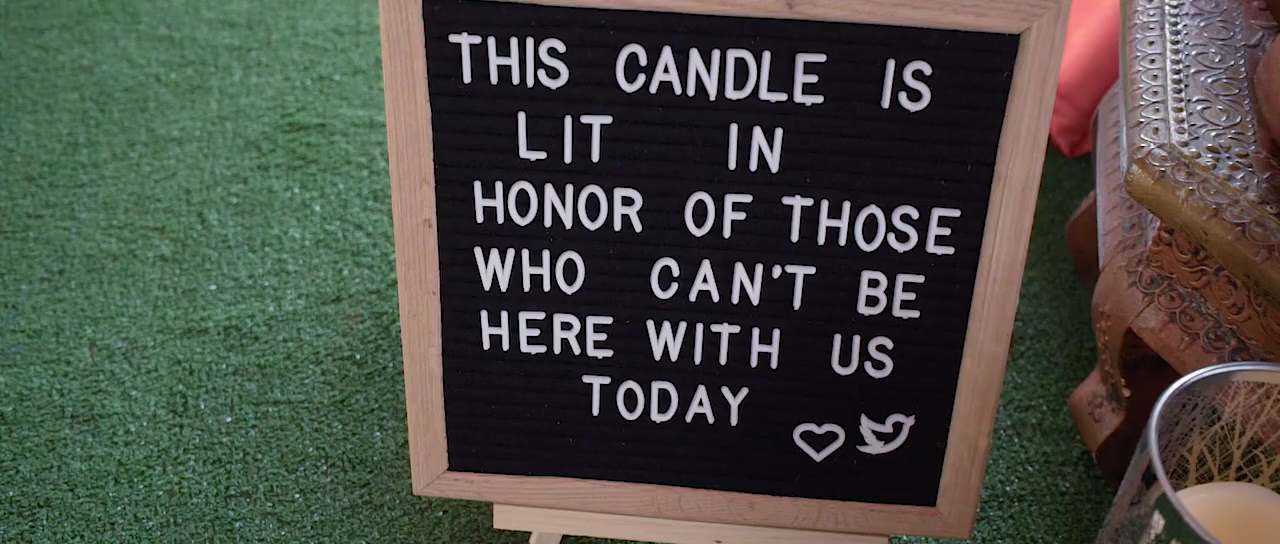 THIS CANDLE IS
LIT IN
HONOR OF THOSE
WHO CAN'T BE
HERE WITH US
TODAY